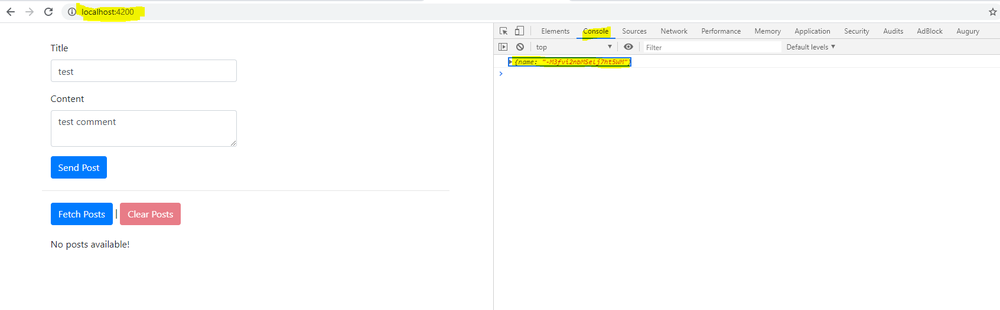 localhost:4200
Title
test
Content
test comment
Send Post
Fetch Posts | Clear Posts
No posts available!
Elements Console Sources Network Performance Memory Application Security Audits AdBlock Augury
top Filter Default levels
{name: "-M3fvi2nbMSelj7ht5WM"}